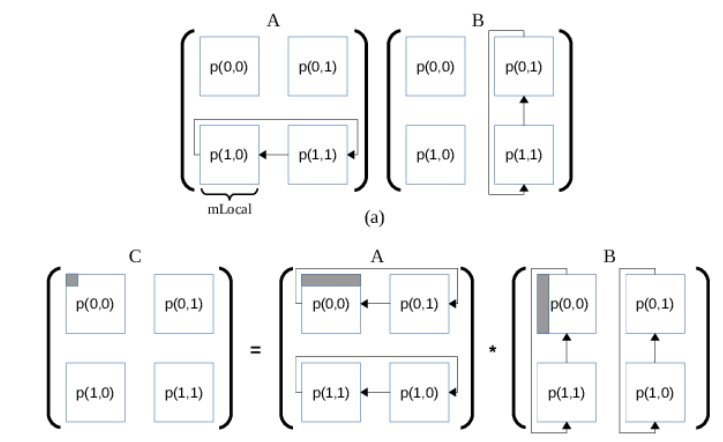 A B
p(0,0) p(0,1) p(0,0) p(0,1)
p(1,0) p(1,1) p(1,0) p(1,1)
mLocal
(a)
C A B
p(0,0) p(0,1) p(0,0) p(0,1) p(0,0) p(0,1)
= *
p(1,0) p(1,1) p(1,1) p(1,0) p(1,1) p(1,0)